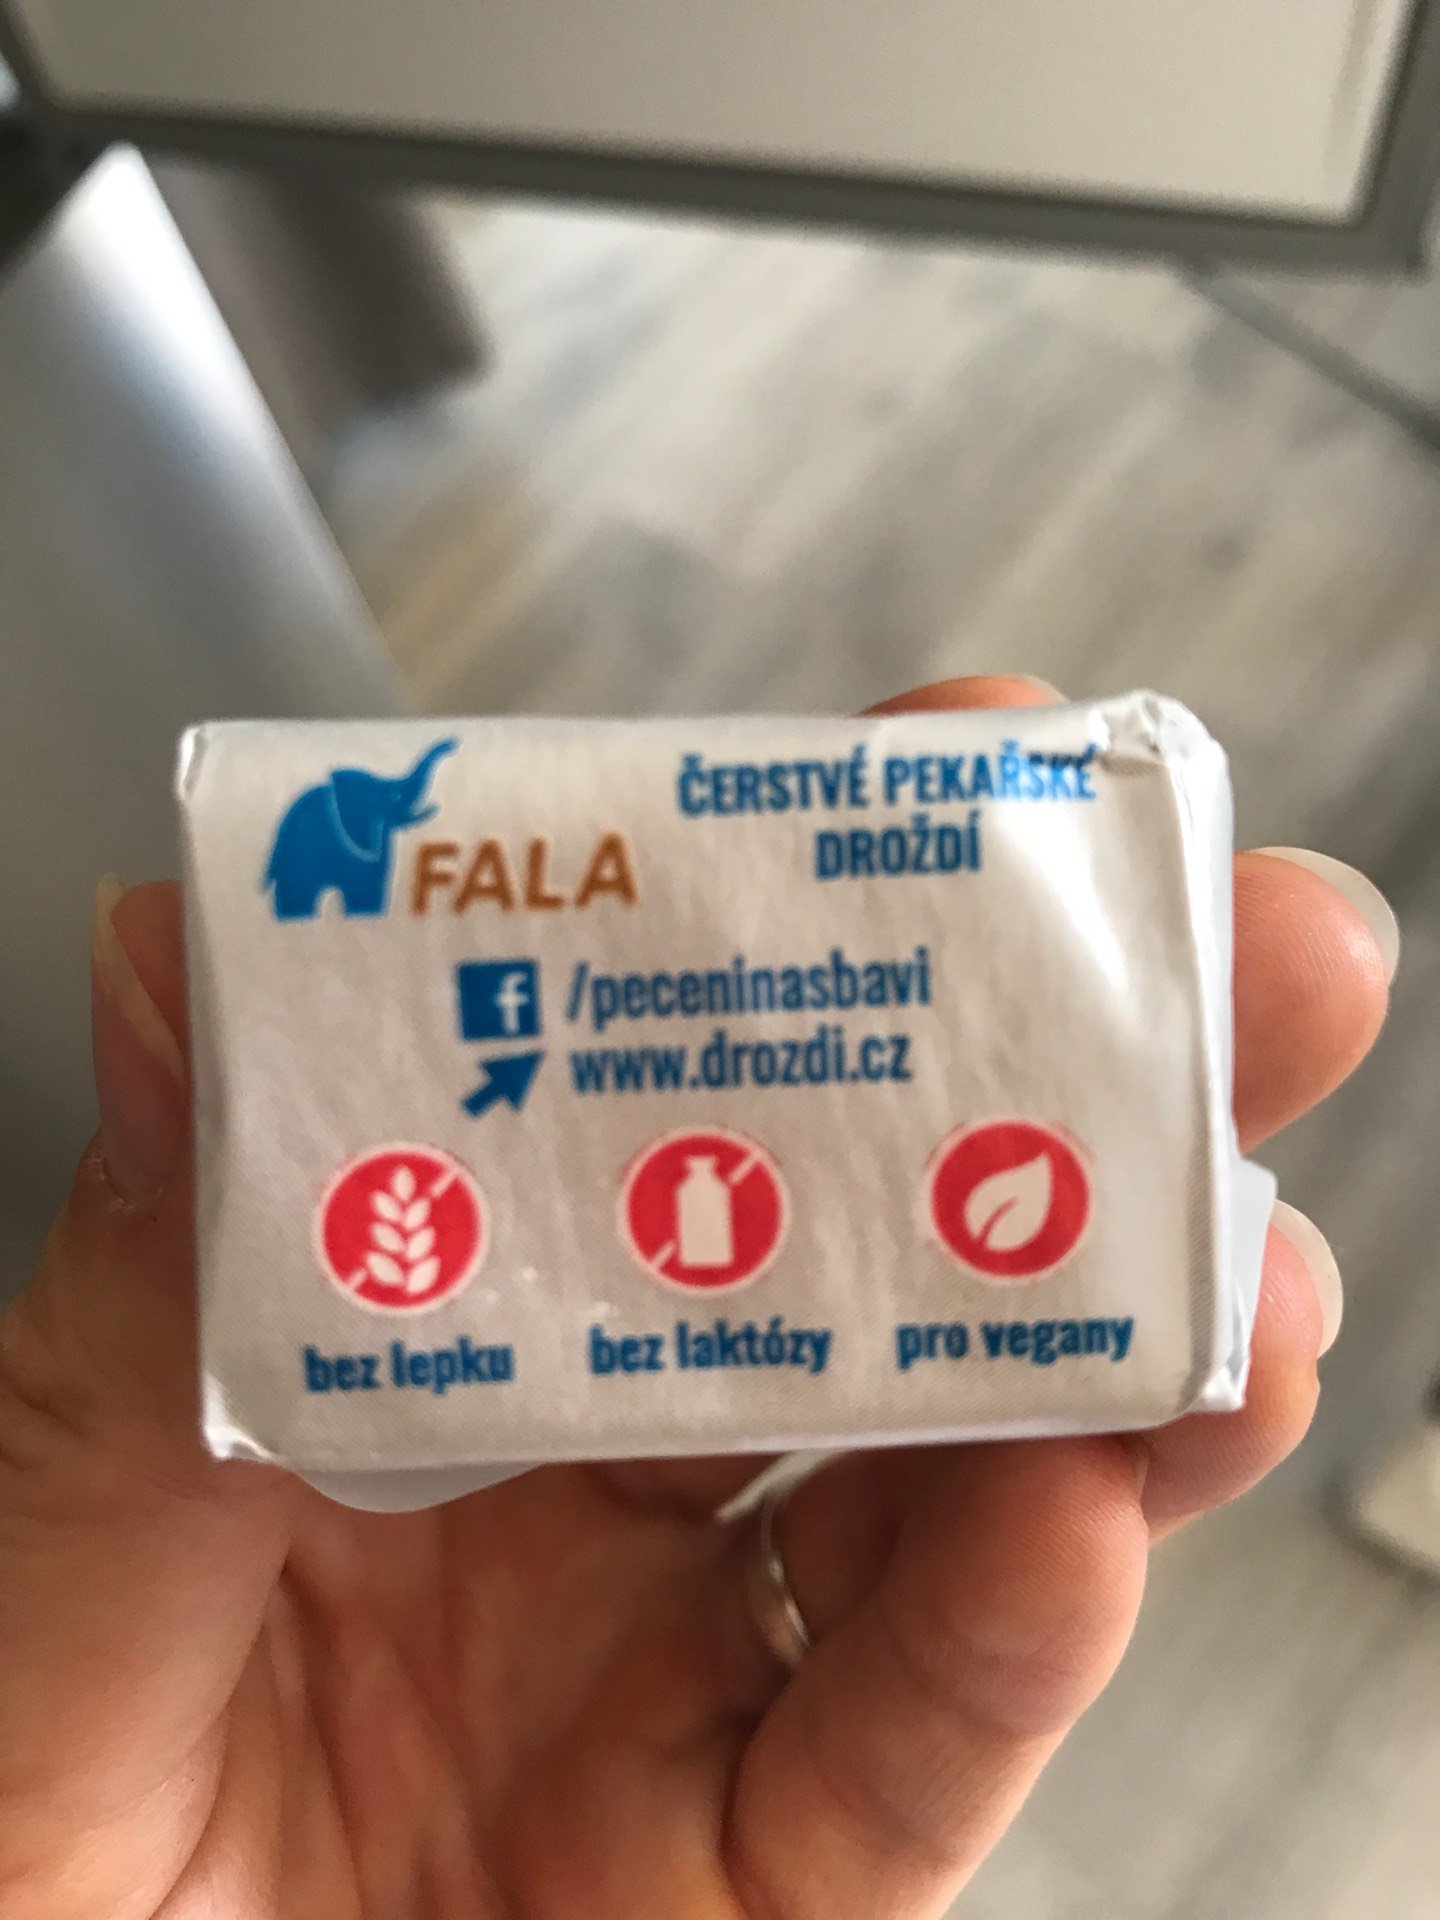 FALA
ČERSTVÉ PEKAŘSKÉ
DROŽDÍ
f /peceninasbavi
www.drozdi.cz
bez lepku
bez laktózy
pro vegany